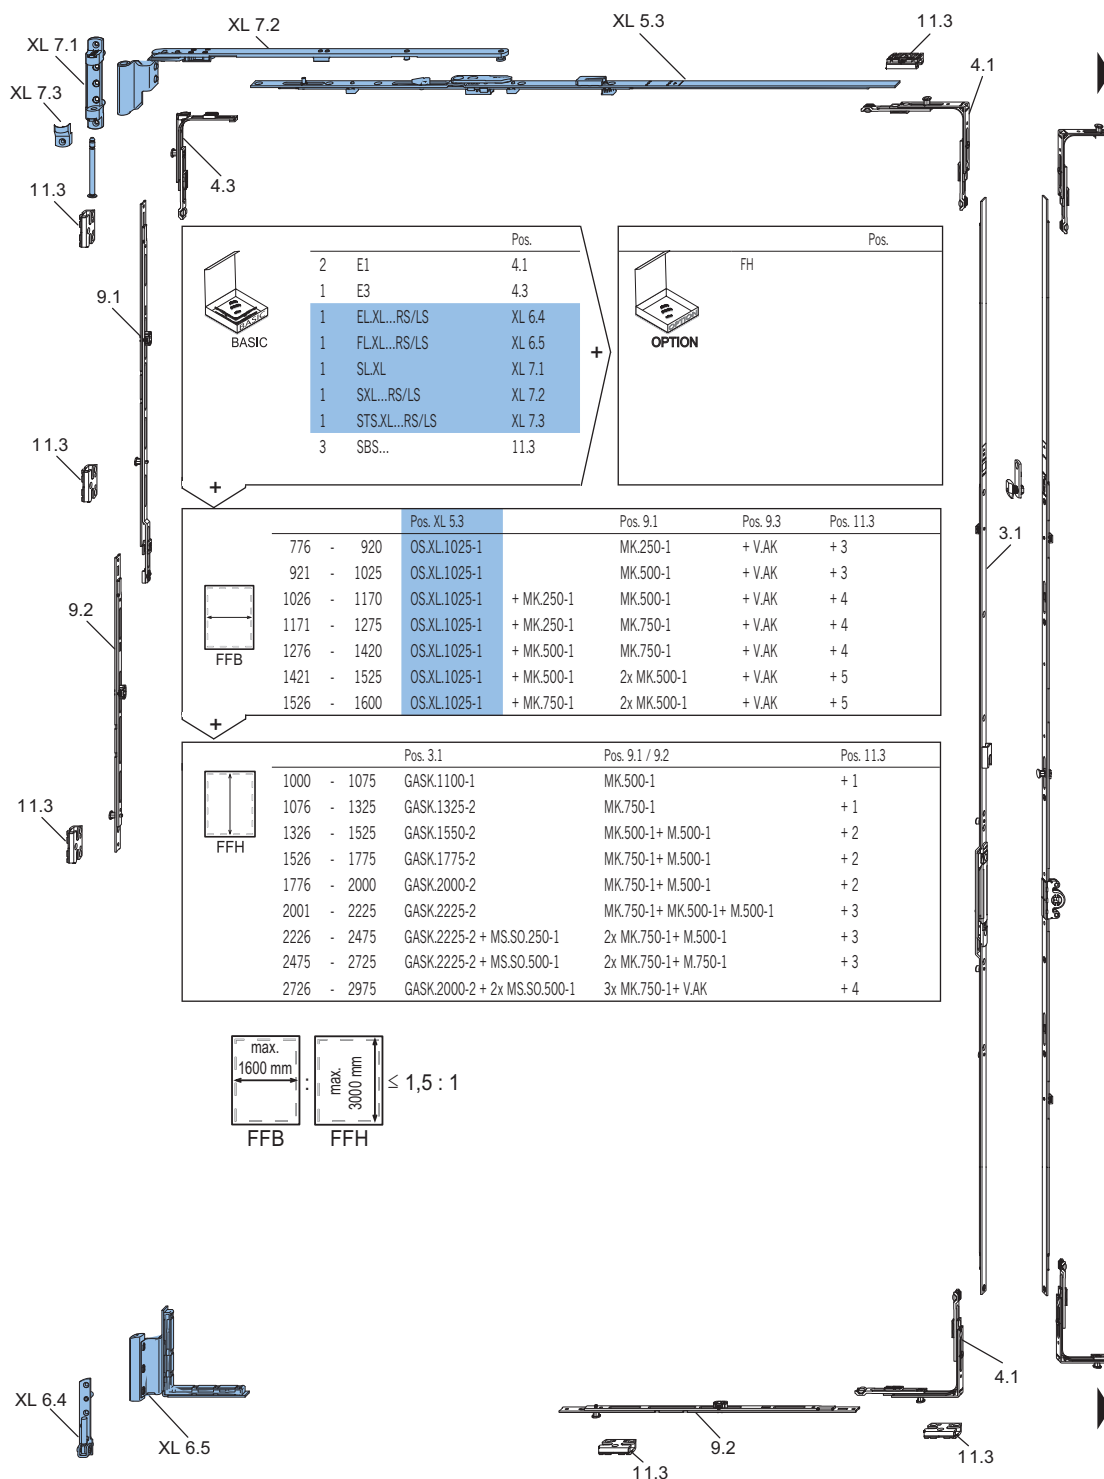 XL 7.2
XL 5.3
11.3
XL 7.1
4.1
XL 7.3
4.3
11.3
Pos.
2 E1 4.1
1 E3 4.3
1 EL.XL...RS/LS XL 6.4
1 FL.XL...RS/LS XL 6.5
1 SL.XL XL 7.1
1 SXL...RS/LS XL 7.2
1 STS.XL...RS/LS XL 7.3
3 SBS... 11.3
BASIC
BASIC
+
Pos.
FH
OPTION
OPTION
9.1
11.3
9.2
11.3
3.1
+
Pos. XL 5.3 Pos. 9.1 Pos. 9.3 Pos. 11.3
776 - 920 OS.XL.1025-1 MK.250-1 + V.AK + 3
921 - 1025 OS.XL.1025-1 MK.500-1 + V.AK + 3
1026 - 1170 OS.XL.1025-1 + MK.250-1 MK.500-1 + V.AK + 4
1171 - 1275 OS.XL.1025-1 + MK.250-1 MK.750-1 + V.AK + 4
1276 - 1420 OS.XL.1025-1 + MK.500-1 MK.750-1 + V.AK + 4
1421 - 1525 OS.XL.1025-1 + MK.500-1 2x MK.500-1 + V.AK + 5
1526 - 1600 OS.XL.1025-1 + MK.750-1 2x MK.500-1 + V.AK + 5
FFB
+
Pos. 3.1 Pos. 9.1 / 9.2 Pos. 11.3
1000 - 1075 GASK.1100-1 MK.500-1 + 1
1076 - 1325 GASK.1325-2 MK.750-1 + 1
1326 - 1525 GASK.1550-2 MK.500-1+ M.500-1 + 2
1526 - 1775 GASK.1775-2 MK.750-1+ M.500-1 + 2
1776 - 2000 GASK.2000-2 MK.750-1+ M.500-1 + 2
2001 - 2225 GASK.2225-2 MK.750-1+ MK.500-1+ M.500-1 + 3
2226 - 2475 GASK.2225-2 + MS.SO.250-1 2x MK.750-1+ M.500-1 + 3
2475 - 2725 GASK.2225-2 + MS.SO.500-1 2x MK.750-1+ M.750-1 + 3
2726 - 2975 GASK.2000-2 + 2x MS.SO.500-1 3x MK.750-1+ V.AK + 4
FFH
max.
1600 mm
:
max.
3000 mm
≤ 1,5 : 1
FFB FFH
4.1
XL 6.4
XL 6.5
9.2
11.3
11.3